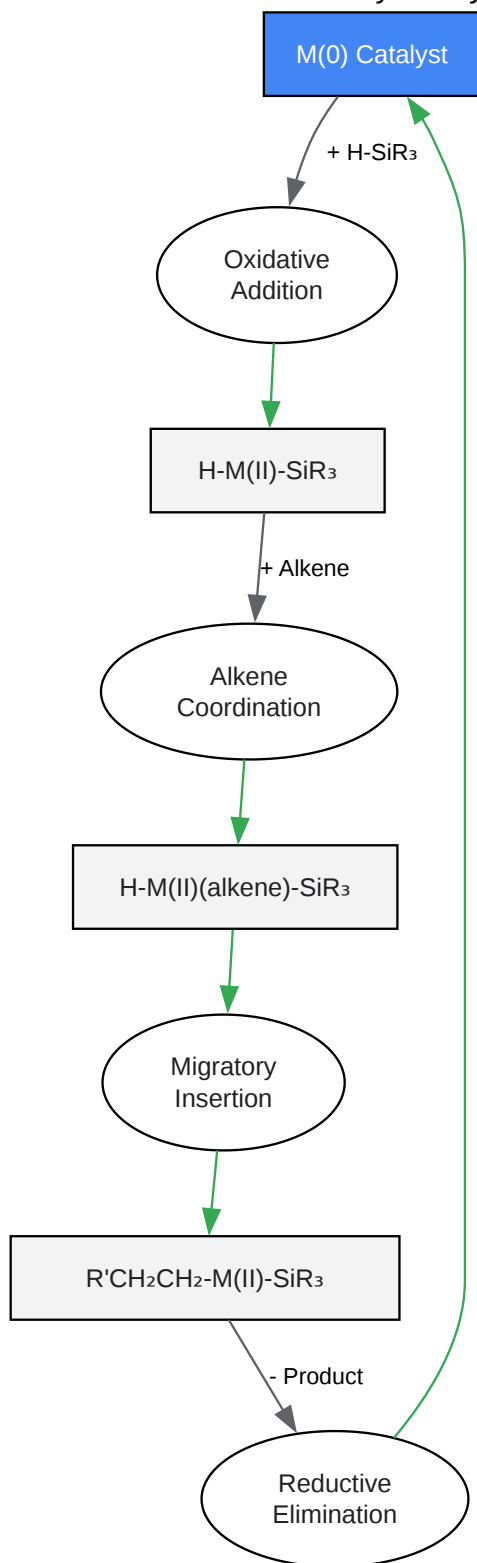 M(0) Catalyst
+ H-SiR₃
Oxidative
Addition
H-M(II)-SiR₃
+ Alkene
Alkene
Coordination
H-M(II)(alkene)-SiR₃
Migratory
Insertion
R'CH₂CH₂-M(II)-SiR₃
- Product
Reductive
Elimination